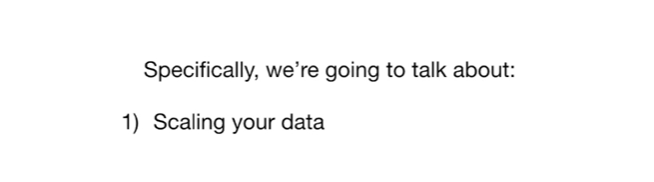 Specifically, we’re going to talk about:
1) Scaling your data